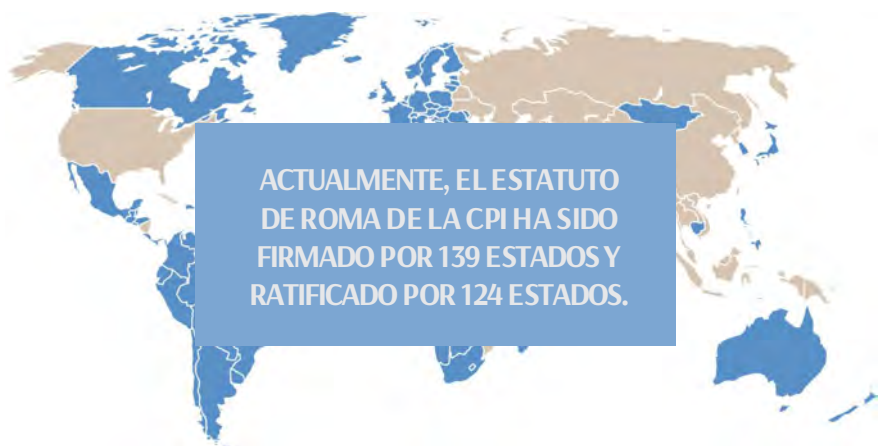 ACTUALMENTE, EL ESTATUTO
DE ROMA DE LA CPI HA SIDO
FIRMADO POR 139 ESTADOS Y
RATIFICADO POR 124 ESTADOS.